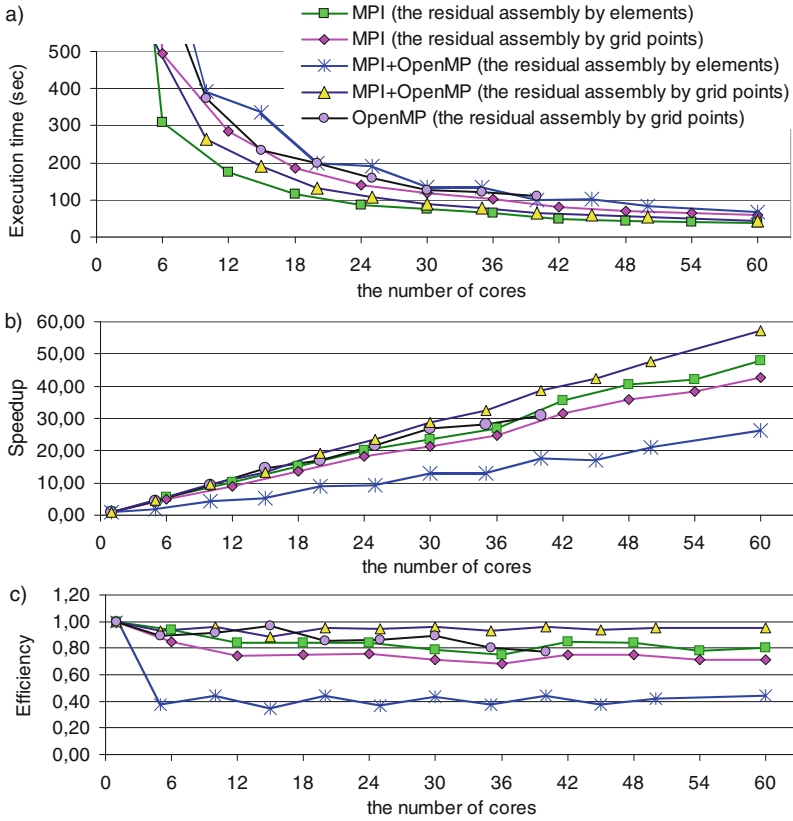 a)
MPI (the residual assembly by elements)
MPI (the residual assembly by grid points)
MPI+OpenMP (the residual assembly by elements)
MPI+OpenMP (the residual assembly by grid points)
OpenMP (the residual assembly by grid points)
Execution time (sec)
500
400
300
200
100
0
0 6 12 18 24 30 36 42 48 54 60
the number of cores
b)
Speedup
60,00
50,00
40,00
30,00
20,00
10,00
0,00
0 6 12 18 24 30 36 42 48 54 60
the number of cores
c)
Efficiency
1,20
1,00
0,80
0,60
0,40
0,20
0,00
0 6 12 18 24 30 36 42 48 54 60
the number of cores